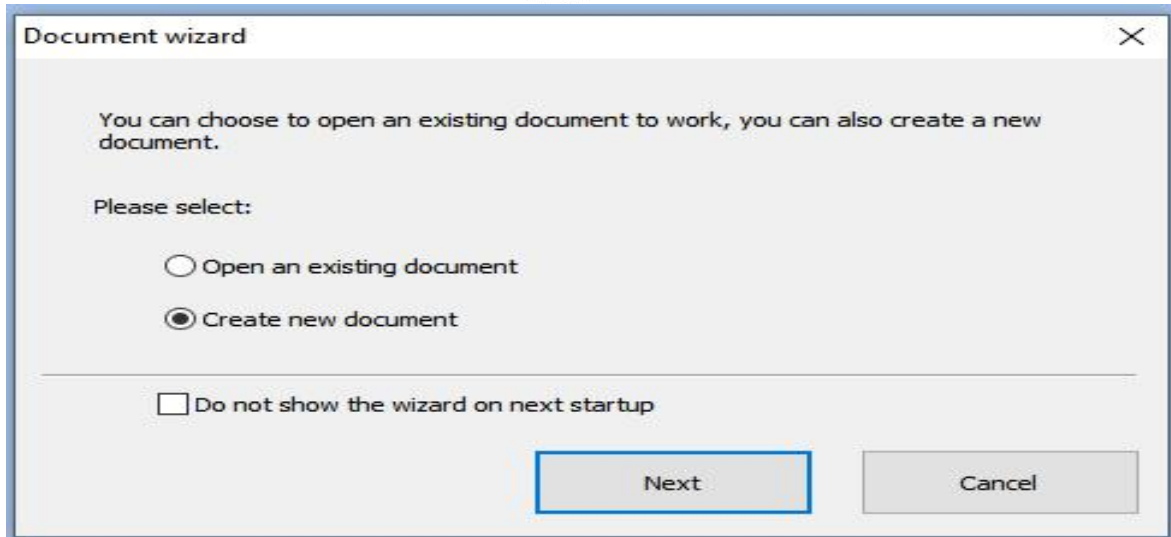 Document wizard
You can choose to open an existing document to work, you can also create a new
document.
Please select:
Open an existing document
Create new document
Do not show the wizard on next startup
Next
Cancel